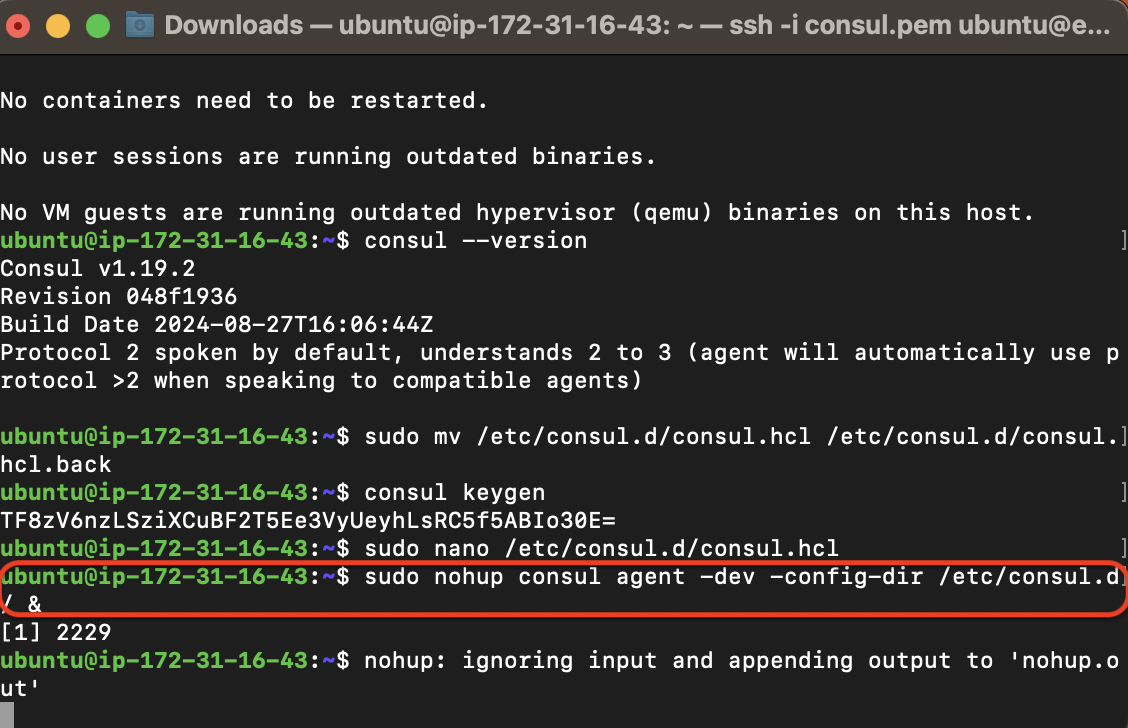 Downloads — ubuntu@ip-172-31-16-43: ~ — ssh -i consul.pem ubuntu@e...
No containers need to be restarted.
No user sessions are running outdated binaries.
No VM guests are running outdated hypervisor (qemu) binaries on this host.
ubuntu@ip-172-31-16-43:~$ consul --version ]
Consul v1.19.2
Revision 048f1936
Build Date 2024-08-27T16:06:44Z
Protocol 2 spoken by default, understands 2 to 3 (agent will automatically use p
rotocol >2 when speaking to compatible agents)
ubuntu@ip-172-31-16-43:~$ sudo mv /etc/consul.d/consul.hcl /etc/consul.d/consul.]
hcl.back
ubuntu@ip-172-31-16-43:~$ consul keygen ]
TF8zV6nzLSziXCuBF2T5Ee3VyUeyhLsRC5f5ABIo30E=
ubuntu@ip-172-31-16-43:~$ sudo nano /etc/consul.d/consul.hcl ]
ubuntu@ip-172-31-16-43:~$ sudo nohup consul agent -dev -config-dir /etc/consul.d]
/ &
[1] 2229
ubuntu@ip-172-31-16-43:~$ nohup: ignoring input and appending output to 'nohup.o
ut'